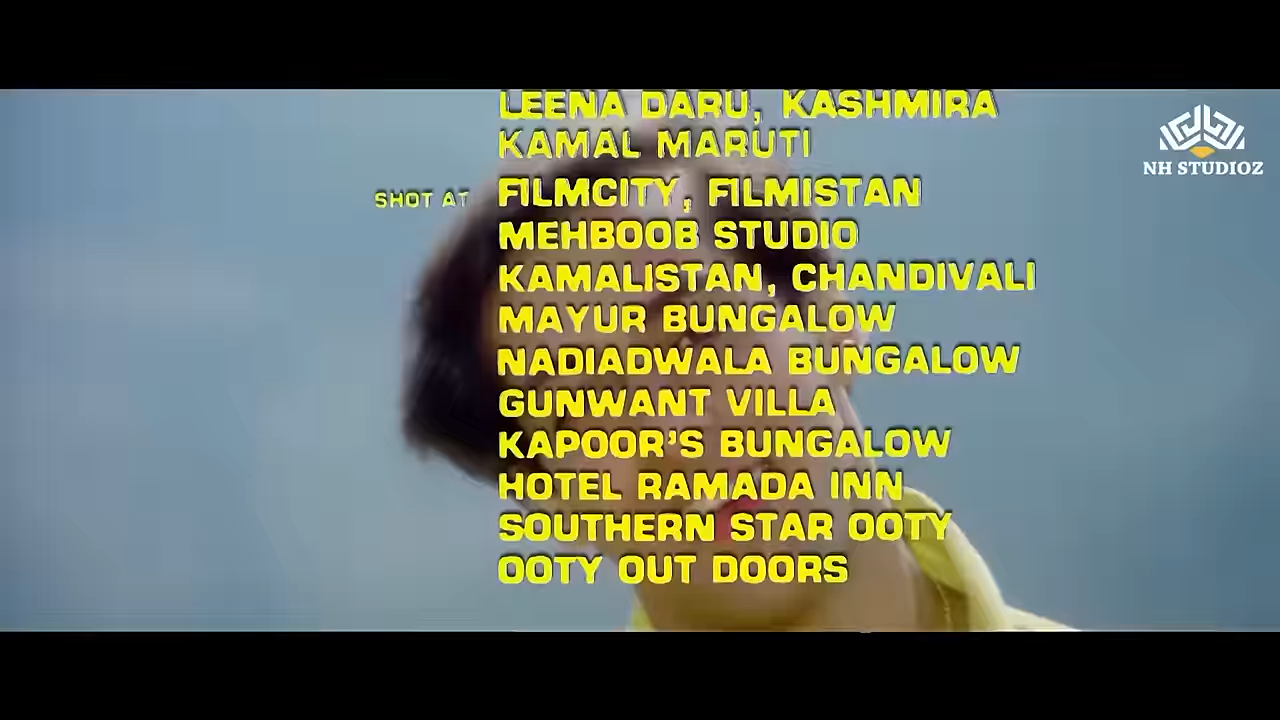 LEENA DARU, KASHMIRA
KAMAL MARUTI
SHOT AT FILMCITY, FILMISTAN
MEHBOOB STUDIO
KAMALISTAN, CHANDIVALI
MAYUR BUNGALOW
NADIADWALA BUNGALOW
GUNWANT VILLA
KAPOOR'S BUNGALOW
HOTEL RAMADA INN
SOUTHERN STAR OOTY
OOTY OUT DOORS
NH STUDIOZ